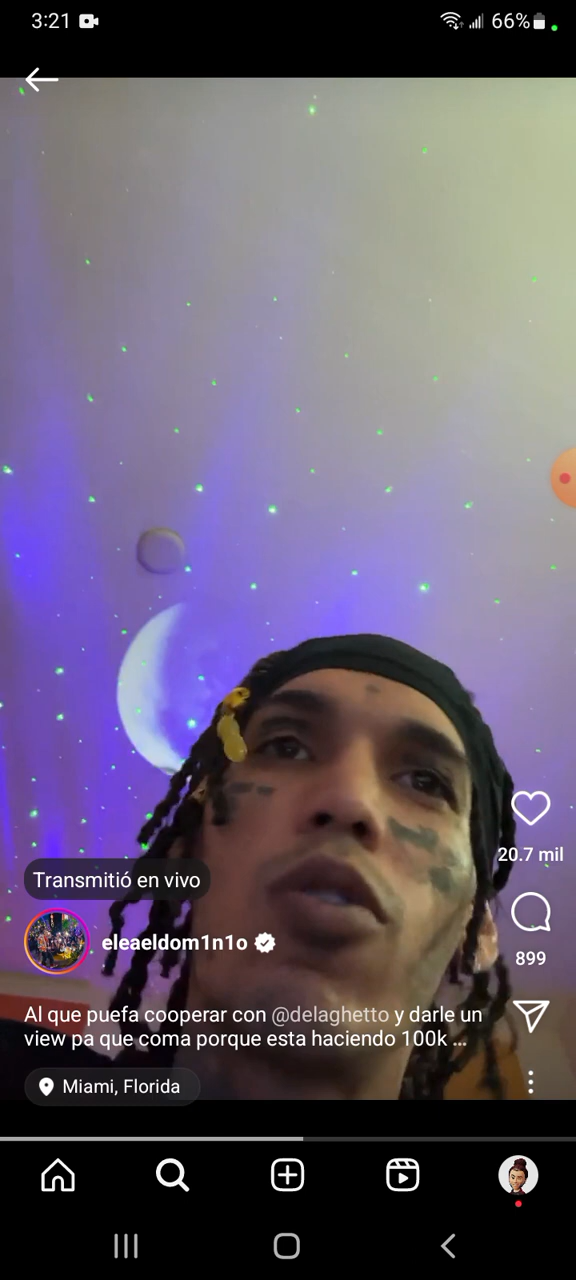 3:21
66%
Transmitió en vivo
eleaeldom1n1o
Al que puefa cooperar con @delaghetto y darle un
view pa que coma porque esta haciendo 100k ...
Miami, Florida
20.7 mil
899